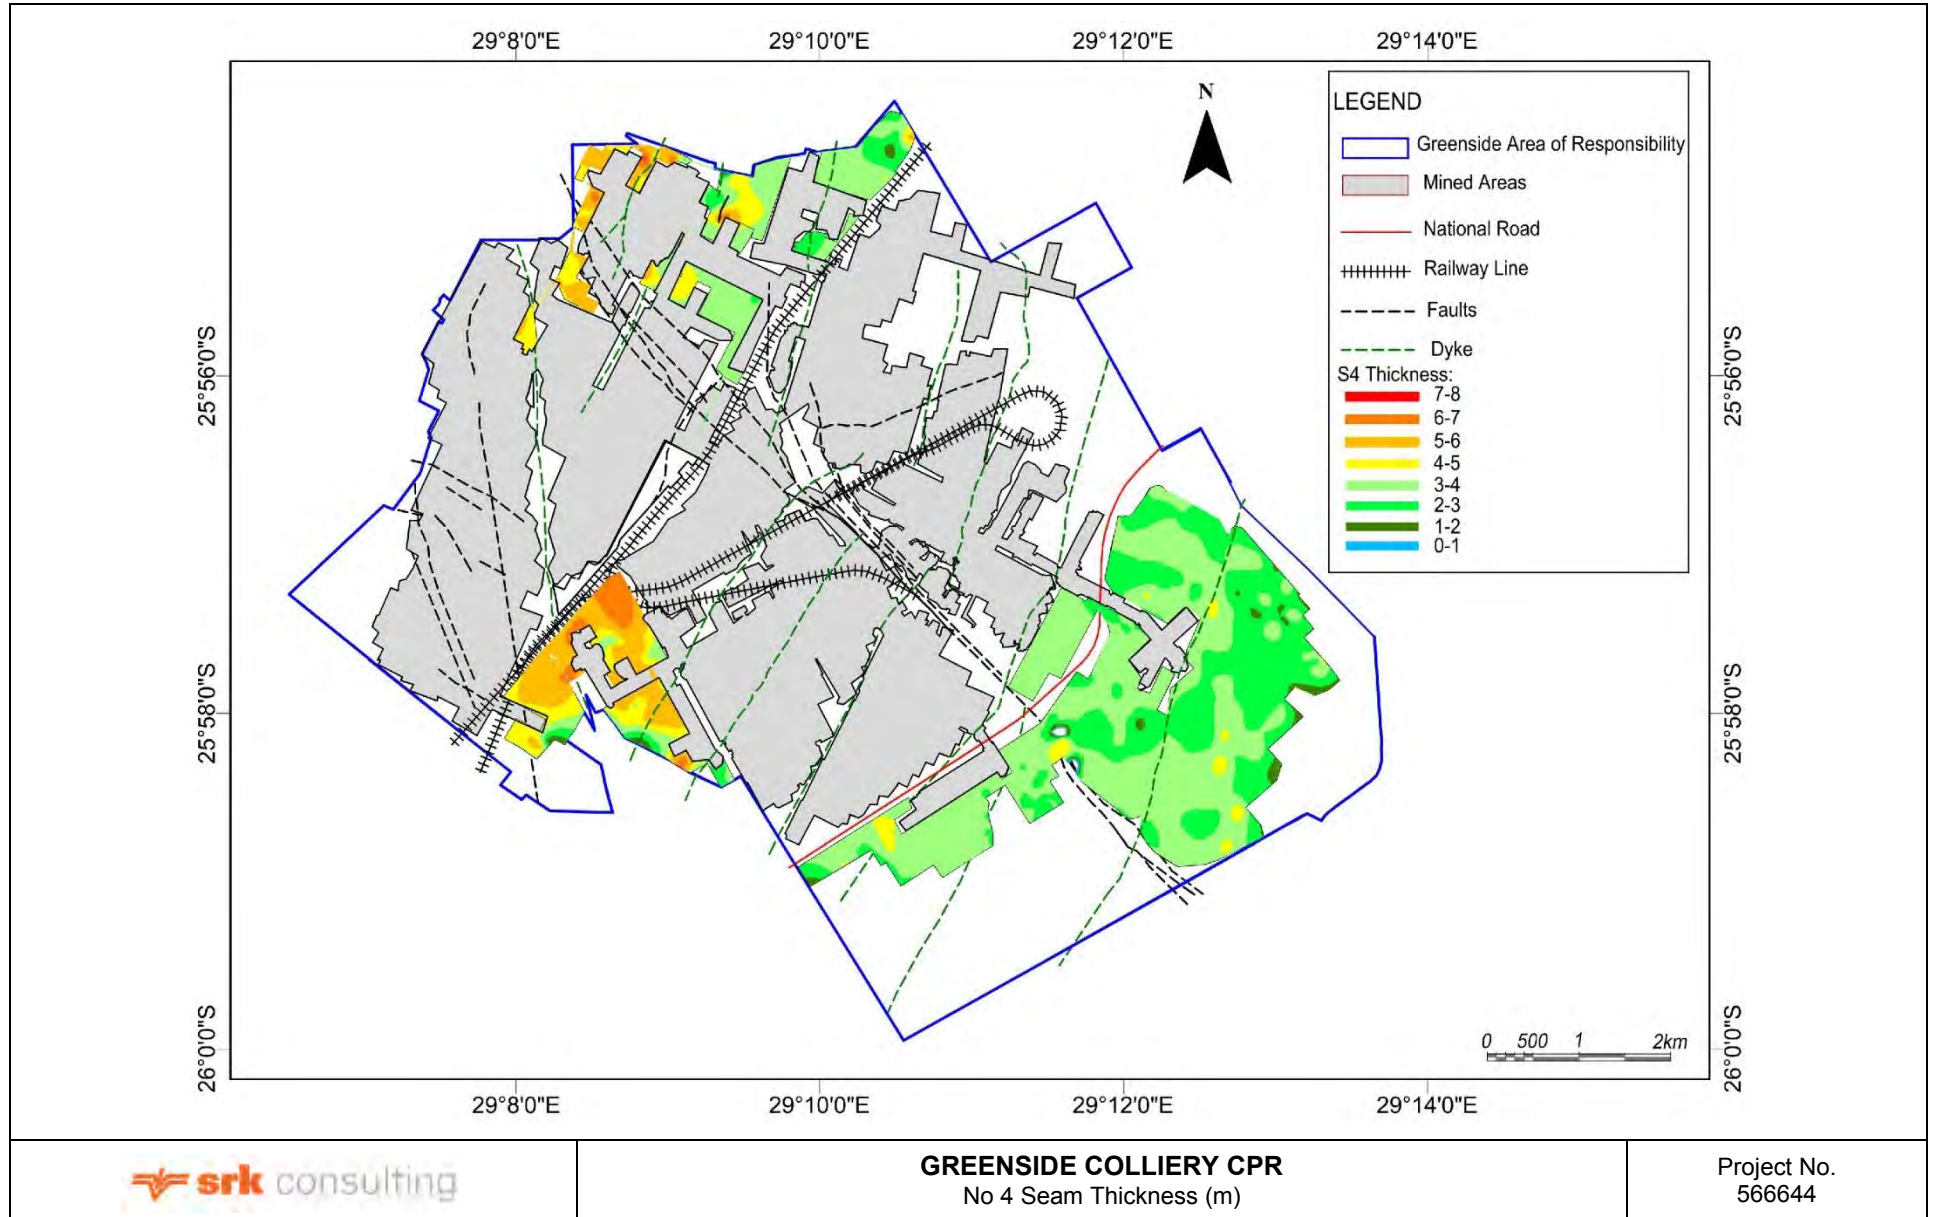 29°8'0"E 29°10'0"E 29°12'0"E 29°14'0"E
N
LEGEND
Greenside Area of Responsibility
Mined Areas
National Road
Railway Line
Faults
Dyke
S4 Thickness:
7-8
6-7
5-6
4-5
3-4
2-3
1-2
0-1
25°56'0"S
25°56'0"S
25°58'0"S
25°58'0"S
26°0'0"S
26°0'0"S
0 500 1 2km
29°8'0"E 29°10'0"E 29°12'0"E 29°14'0"E
srk consulting
GREENSIDE COLLIERY CPR
No 4 Seam Thickness (m)
Project No.
566644